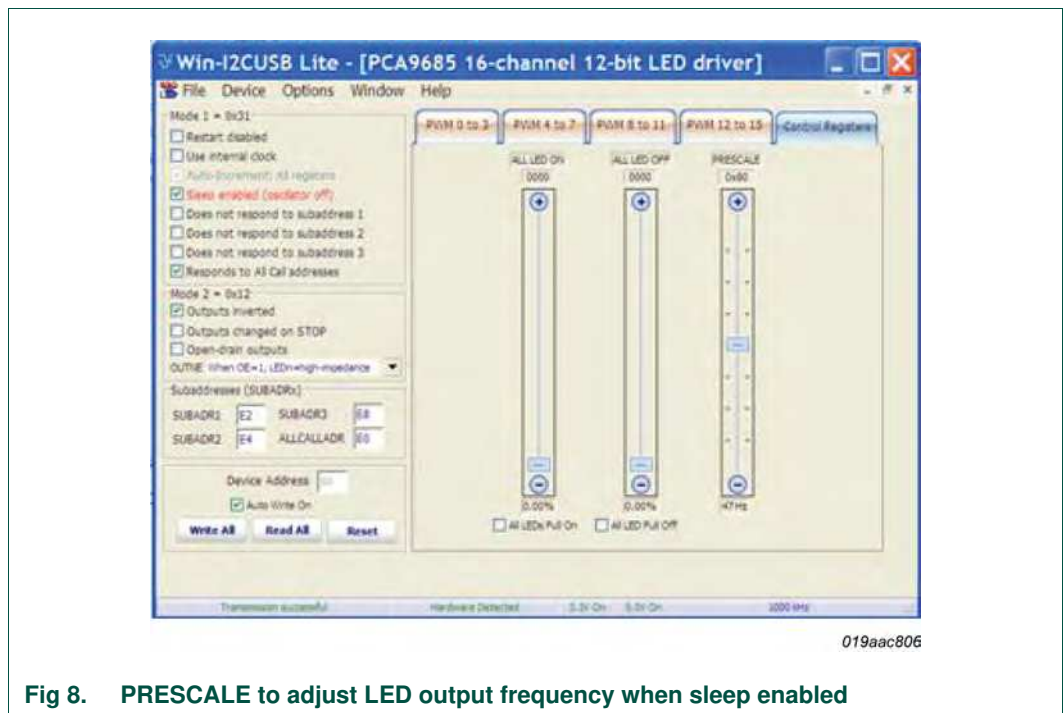 Win-I2CUSB Lite - [PCA9685 16-channel 12-bit LED driver]
File Device Options Window Help
Mode 1 = 0x31
Restart disabled
Use internal clock
Auto-Increment; All registers
Sleep enabled (oscillator off)
Does not respond to subaddress 1
Does not respond to subaddress 2
Does not respond to subaddress 3
Responds to All Call addresses
Mode 2 = 0x12
Outputs inverted
Outputs changed on STOP
Open-drain outputs
OUTNE: When OE=1, LEDn=high-impedance
Subaddresses (SUBADRx)
SUBADR1 E2 SUBADR3 E8
SUBADR2 E4 ALLCALLADR E0
Device Address
Auto Write On
Write All Read All Reset
PWM 0 to 3 PWM 4 to 7 PWM 8 to 11 PWM 12 to 15 Control Registers
ALL LED ON ALL LED OFF PRESCALE
0000 0000 0x80
0.00% 0.00% 47 Hz
All LEDs Full On All LED Full Off
Transmission successful Hardware Detected 3.3V On 5.0V On 1000 kHz
019aac806
Fig 8. PRESCALE to adjust LED output frequency when sleep enabled